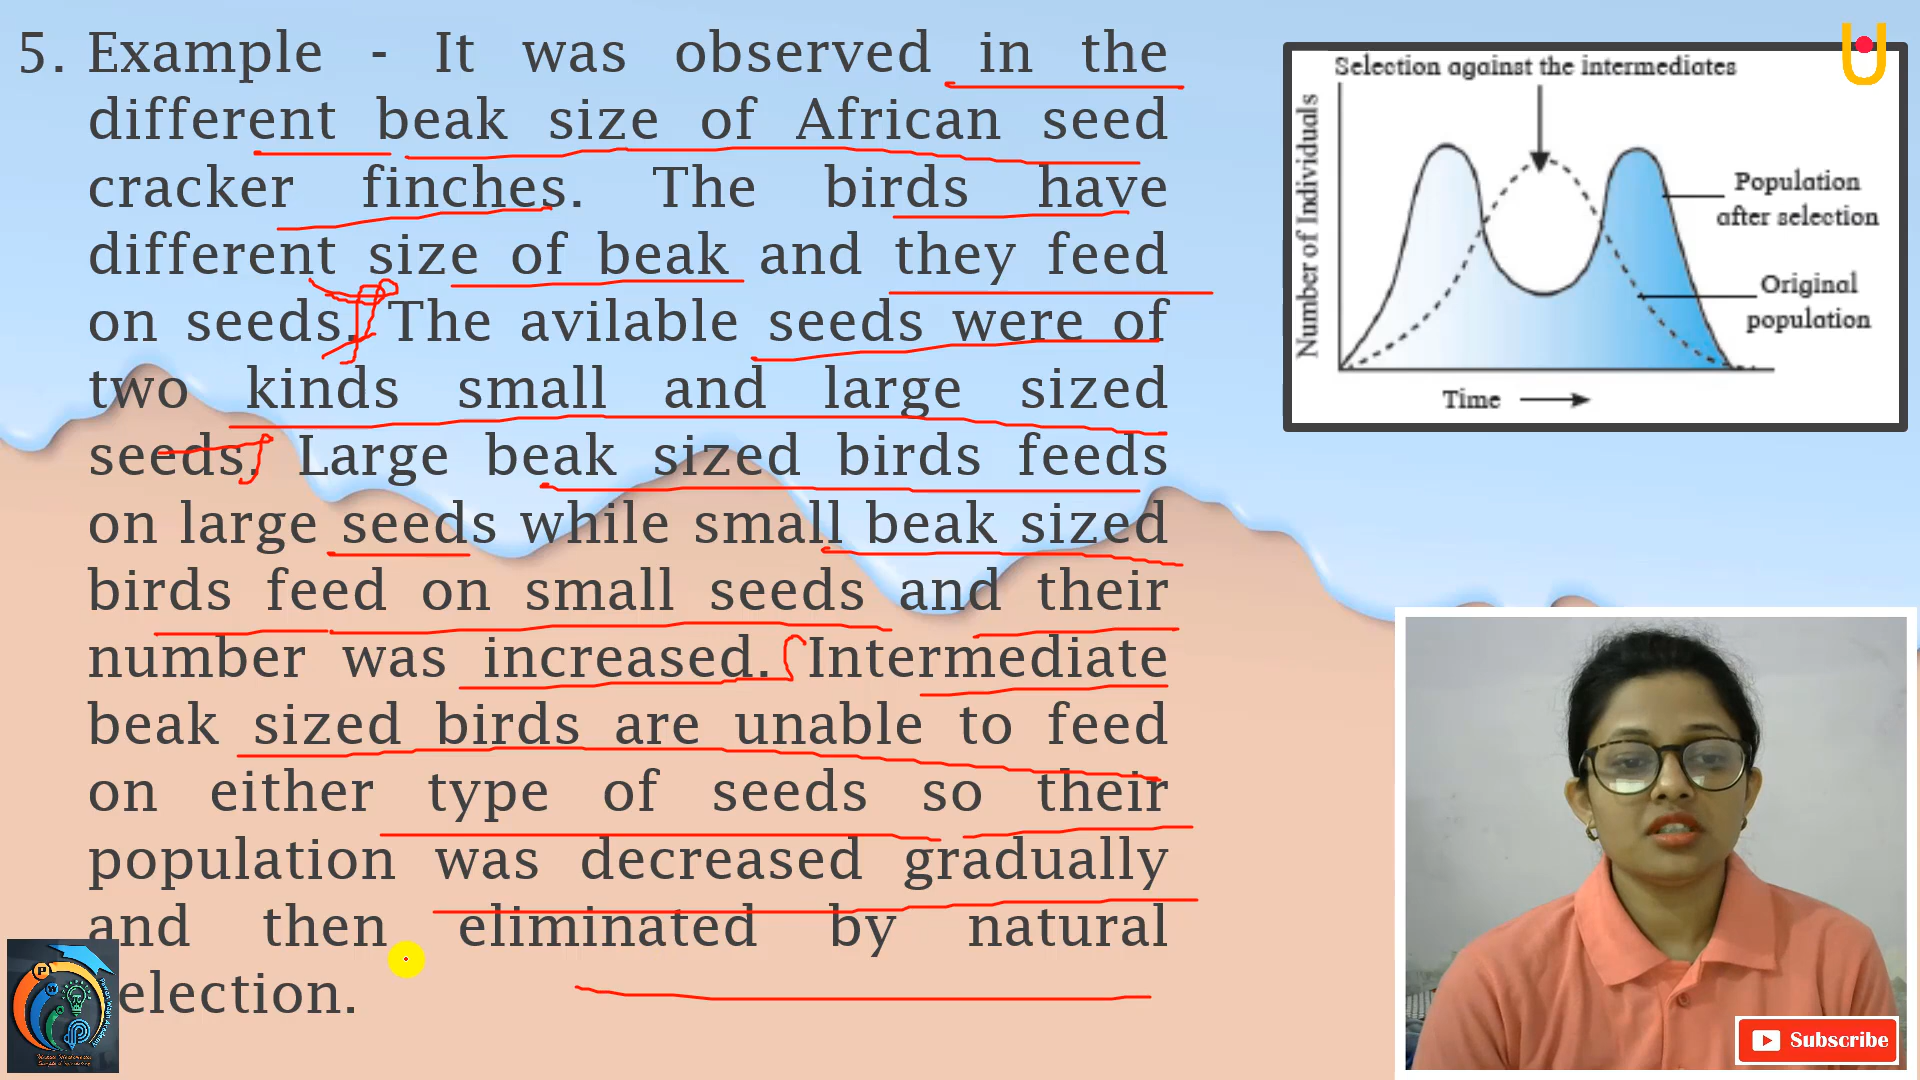 5. Example - It was observed in the
different beak size of African seed
cracker finches. The birds have
different size of beak and they feed
on seeds. The avilable seeds were of
two kinds small and large sized
seeds. Large beak sized birds feeds
on large seeds while small beak sized
birds feed on small seeds and their
number was increased. Intermediate
beak sized birds are unable to feed
on either type of seeds so their
population was decreased gradually
and then eliminated by natural
election.
Selection against the intermediates
Number of Individuals
Population
after selection
Original
population
Time
Subscribe